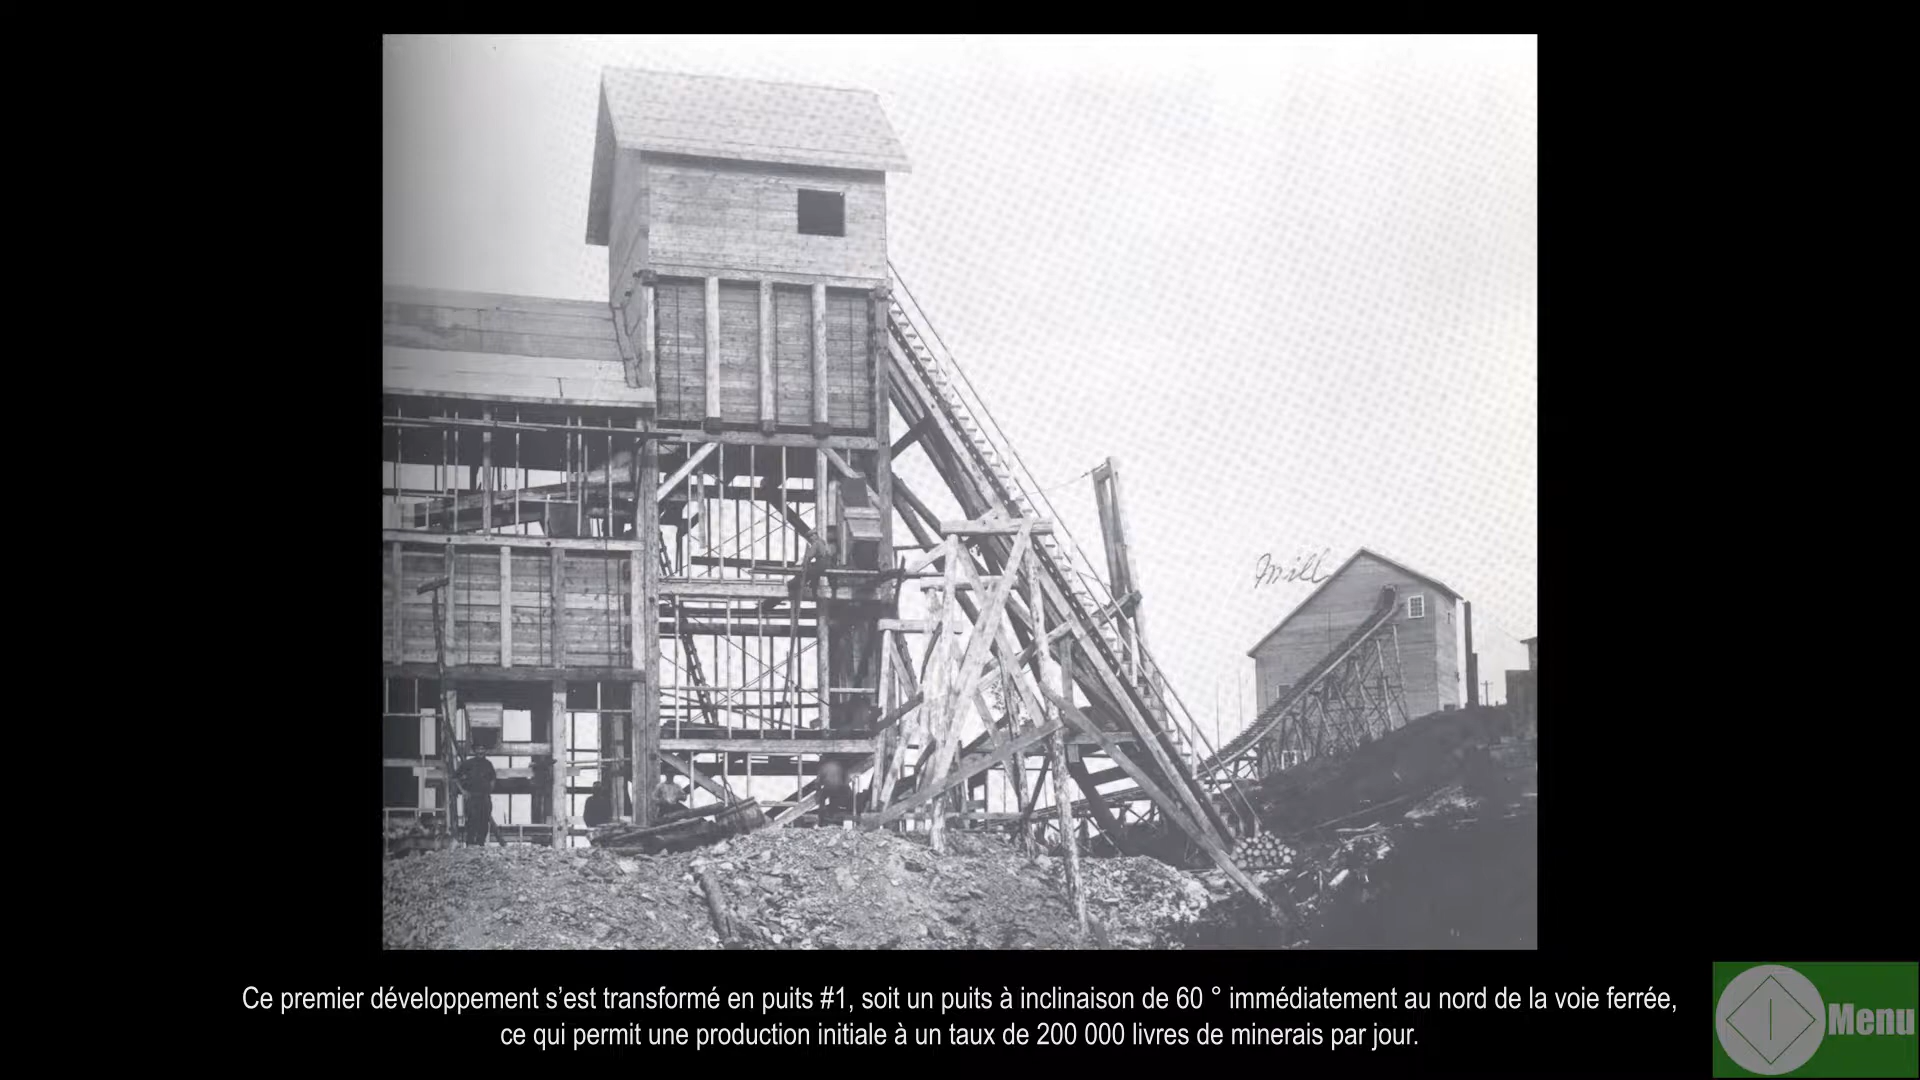 Mill
Ce premier développement s’est transformé en puits #1, soit un puits à inclinaison de 60 ° immédiatement au nord de la voie ferrée,
ce qui permit une production initiale à un taux de 200 000 livres de minerais par jour.
Menu